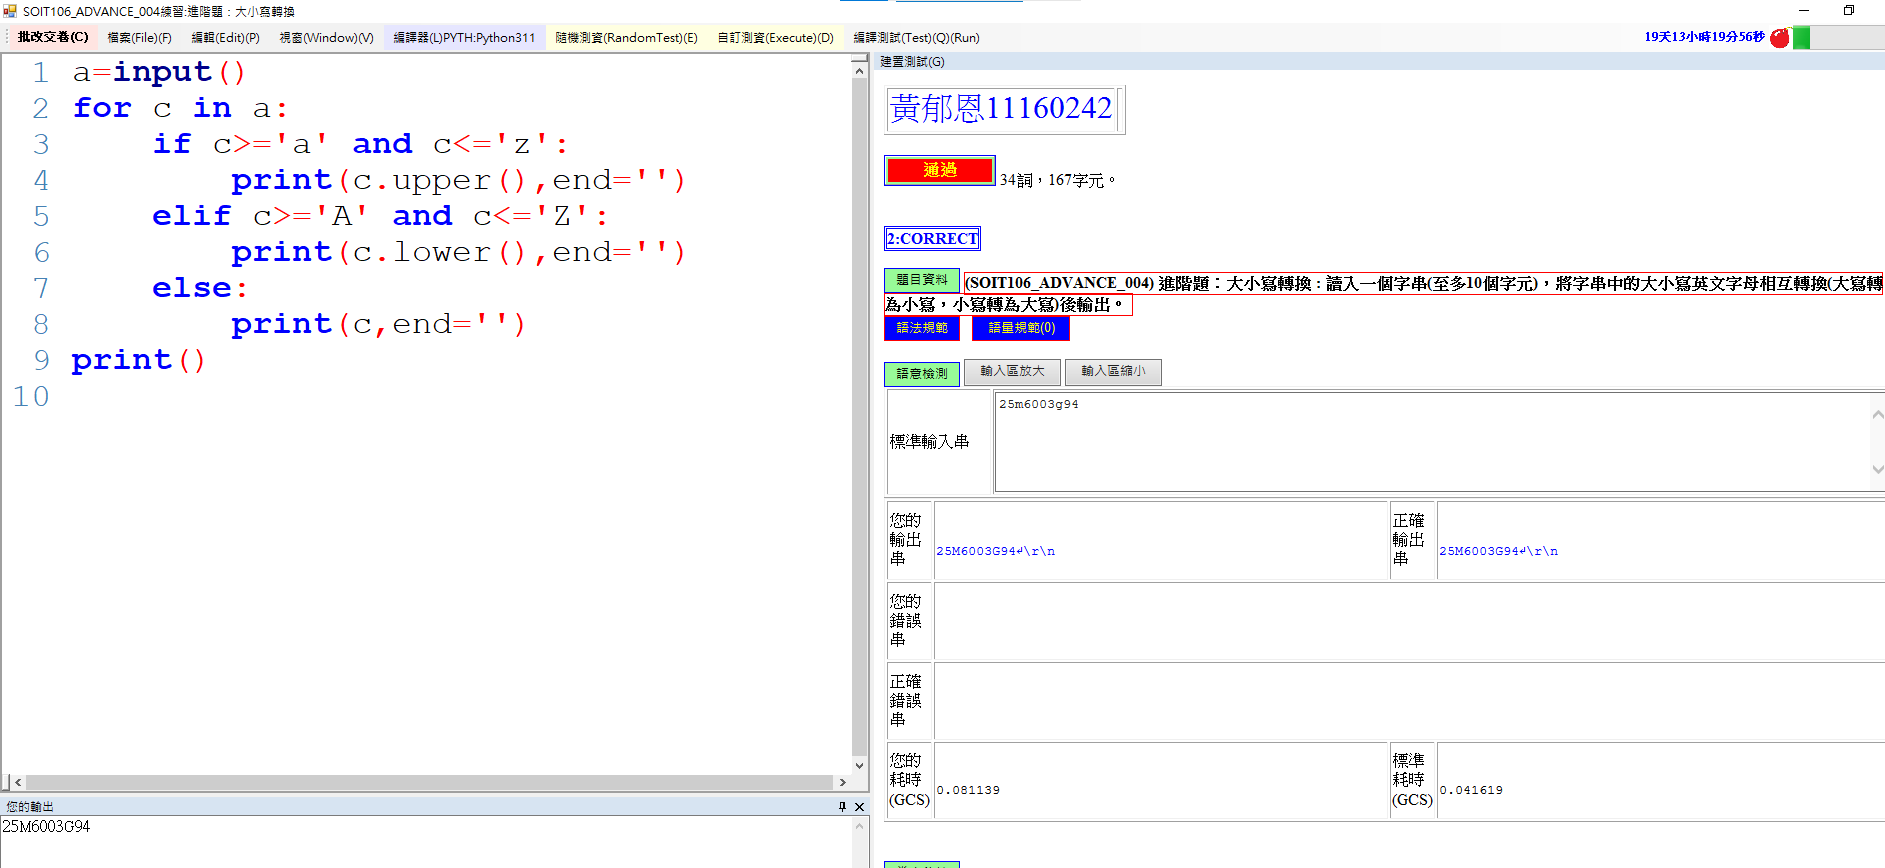 SOIT106_ADVANCE_004練習:進階題：大小寫轉換
批改交卷(C) 檔案(File)(F) 編輯(Edit)(P) 視窗(Window)(V) 編譯器(L)PYTH:Python311 隨機測資(RandomTest)(E) 自訂測資(Execute)(D) 編譯測試(Test)(Q)(Run) 19天13小時19分56秒
1 a=input()
2 for c in a:
3     if c>='a' and c<='z':
4         print(c.upper(),end='')
5     elif c>='A' and c<='Z':
6         print(c.lower(),end='')
7     else:
8         print(c,end='')
9 print()
10
您的輸出
25M6003G94
建置測試(G)
黃郁恩11160242
通過 34詞，167字元。
2:CORRECT
題目資料 (SOIT106_ADVANCE_004) 進階題：大小寫轉換 : 讀入一個字串(至多10個字元)，將字串中的大小寫英文字母相互轉換(大寫轉
為小寫，小寫轉為大寫)後輸出。
語法規範 語量規範(0)
語意檢測 輸入區放大 輸入區縮小
標準輸入串 25m6003g94
您的
輸出
串
25M6003G94↲\r\n
正確
輸出
串
25M6003G94↲\r\n
您的
錯誤
串
正確
錯誤
串
您的
耗時
(GCS)
0.081139
標準
耗時
(GCS)
0.041619